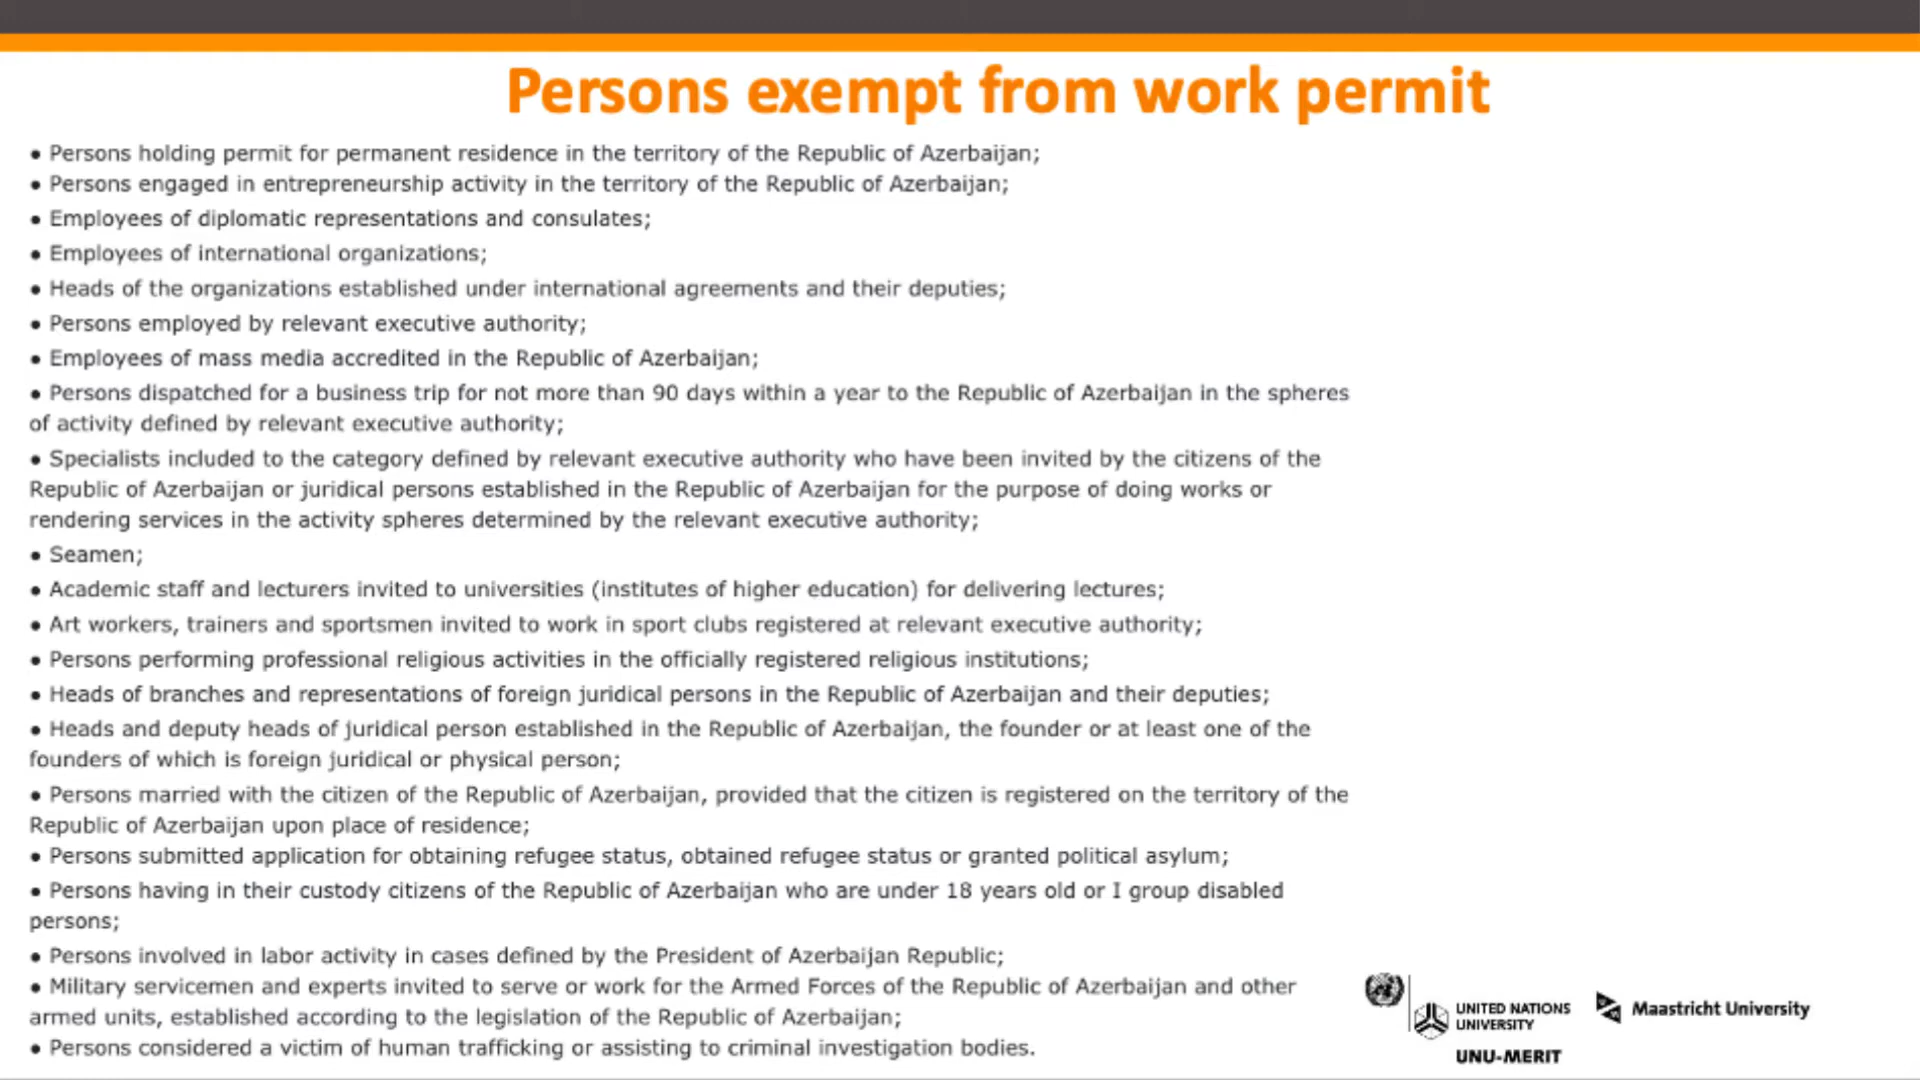 Persons exempt from work permit
• Persons holding permit for permanent residence in the territory of the Republic of Azerbaijan;
• Persons engaged in entrepreneurship activity in the territory of the Republic of Azerbaijan;
• Employees of diplomatic representations and consulates;
• Employees of international organizations;
• Heads of the organizations established under international agreements and their deputies;
• Persons employed by relevant executive authority;
• Employees of mass media accredited in the Republic of Azerbaijan;
• Persons dispatched for a business trip for not more than 90 days within a year to the Republic of Azerbaijan in the spheres
of activity defined by relevant executive authority;
• Specialists included to the category defined by relevant executive authority who have been invited by the citizens of the
Republic of Azerbaijan or juridical persons established in the Republic of Azerbaijan for the purpose of doing works or
rendering services in the activity spheres determined by the relevant executive authority;
• Seamen;
• Academic staff and lecturers invited to universities (institutes of higher education) for delivering lectures;
• Art workers, trainers and sportsmen invited to work in sport clubs registered at relevant executive authority;
• Persons performing professional religious activities in the officially registered religious institutions;
• Heads of branches and representations of foreign juridical persons in the Republic of Azerbaijan and their deputies;
• Heads and deputy heads of juridical person established in the Republic of Azerbaijan, the founder or at least one of the
founders of which is foreign juridical or physical person;
• Persons married with the citizen of the Republic of Azerbaijan, provided that the citizen is registered on the territory of the
Republic of Azerbaijan upon place of residence;
• Persons submitted application for obtaining refugee status, obtained refugee status or granted political asylum;
• Persons having in their custody citizens of the Republic of Azerbaijan who are under 18 years old or I group disabled
persons;
• Persons involved in labor activity in cases defined by the President of Azerbaijan Republic;
• Military servicemen and experts invited to serve or work for the Armed Forces of the Republic of Azerbaijan and other
armed units, established according to the legislation of the Republic of Azerbaijan;
• Persons considered a victim of human trafficking or assisting to criminal investigation bodies.
UNITED NATIONS
UNIVERSITY
UNU-MERIT
Maastricht University